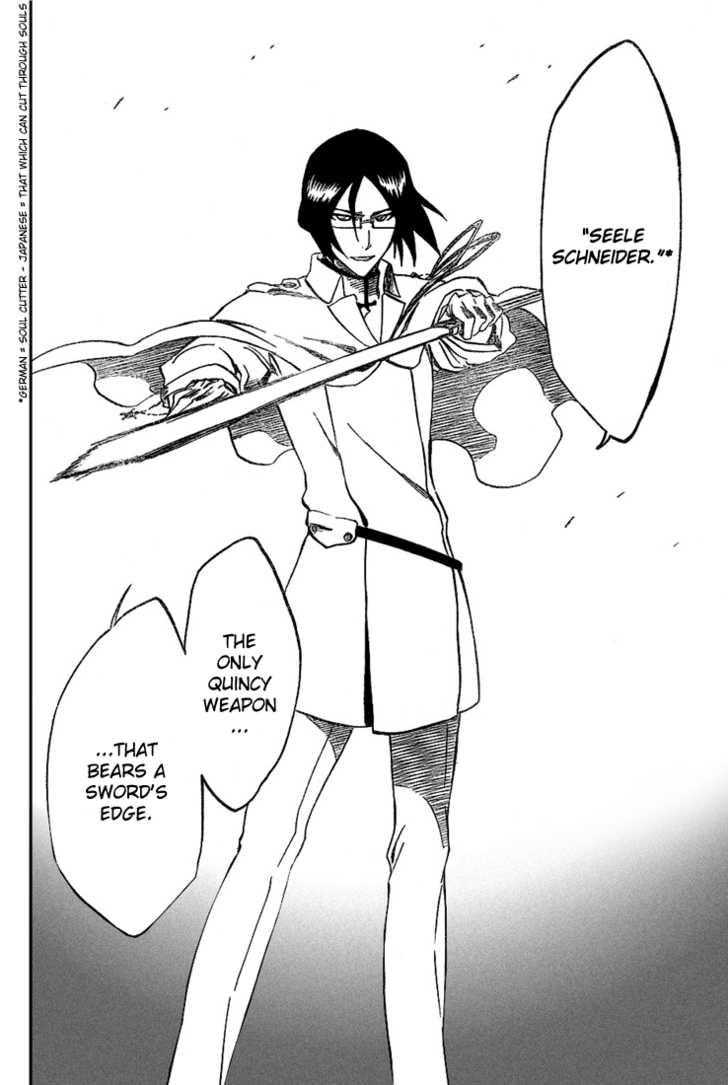 *GERMAN = SOUL CUTTER - JAPANESE = THAT WHICH CAN CUT THROUGH SOULS
"SEELE
SCHNEIDER."*
THE
ONLY
QUINCY
WEAPON
...
...THAT
BEARS A
SWORD'S
EDGE.